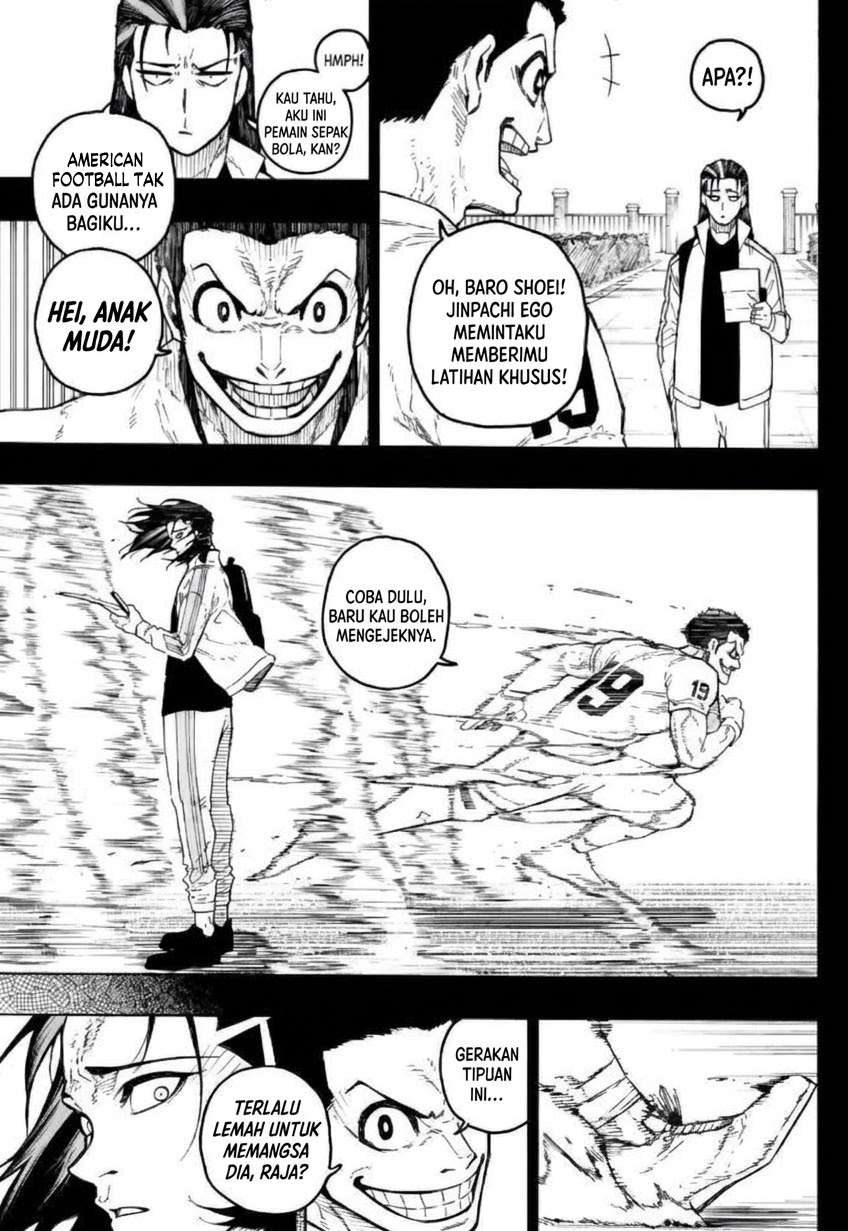 APA?!
OH, BARO SHOEI!
JINPACHI EGO
MEMINTAKU
MEMBERIMU
LATIHAN KHUSUS!
19
HMPH!
KAU TAHU,
AKU INI
PEMAIN SEPAK
BOLA, KAN?
AMERICAN
FOOTBALL TAK
ADA GUNANYA
BAGIKU...
HEI, ANAK
MUDA!
COBA DULU,
BARU KAU BOLEH
MENGEJEKNYA.
19
19
GERAKAN
TIPUAN
INI...
TERLALU
LEMAH UNTUK
MEMANGSA
DIA, RAJA?